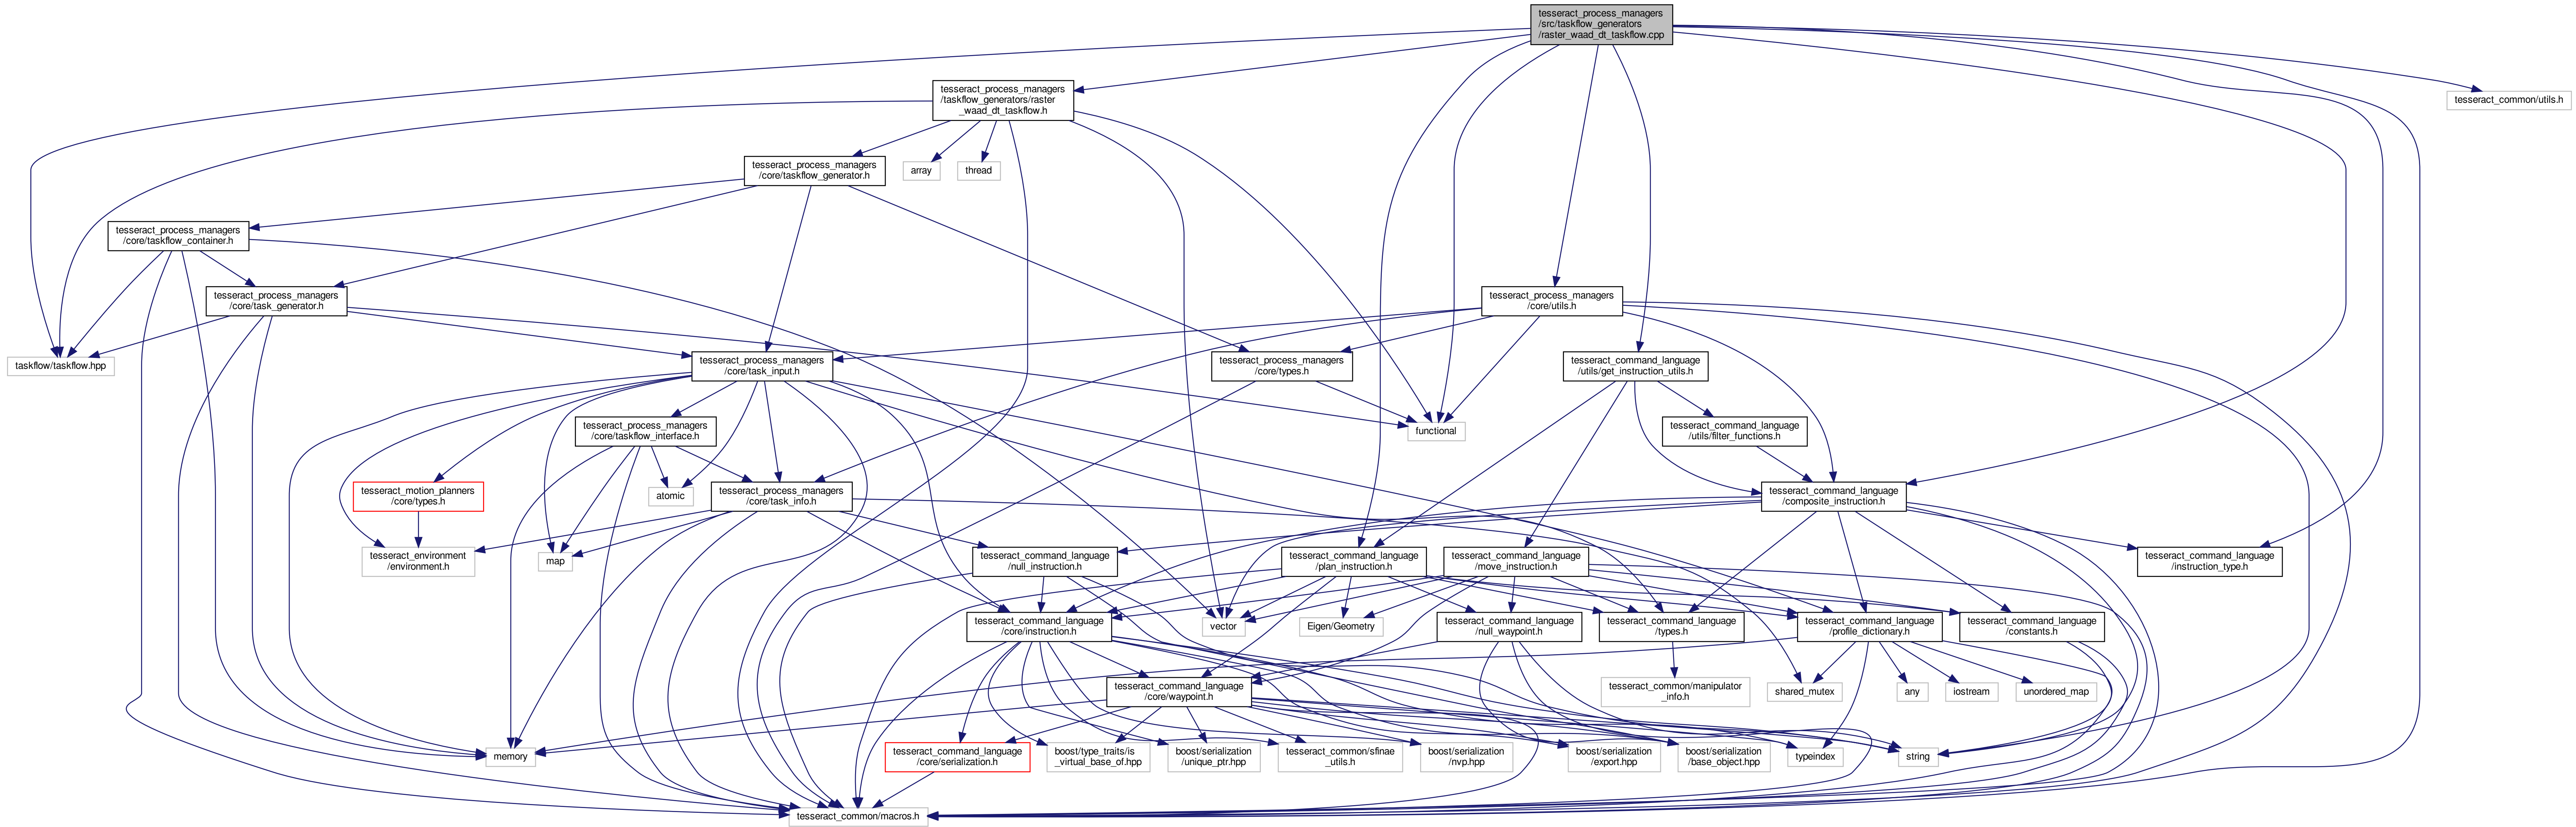 tesseract_process_managers
/src/taskflow_generators
/raster_waad_dt_taskflow.cpp
tesseract_process_managers
/taskflow_generators/raster
_waad_dt_taskflow.h
tesseract_common/utils.h
tesseract_process_managers
/core/taskflow_generator.h
array
thread
tesseract_process_managers
/core/taskflow_container.h
tesseract_process_managers
/core/task_generator.h
tesseract_process_managers
/core/utils.h
taskflow/taskflow.hpp
tesseract_process_managers
/core/task_input.h
tesseract_process_managers
/core/types.h
tesseract_command_language
/utils/get_instruction_utils.h
tesseract_process_managers
/core/taskflow_interface.h
functional
tesseract_command_language
/utils/filter_functions.h
tesseract_motion_planners
/core/types.h
atomic
tesseract_process_managers
/core/task_info.h
tesseract_command_language
/composite_instruction.h
tesseract_environment
/environment.h
map
tesseract_command_language
/null_instruction.h
tesseract_command_language
/plan_instruction.h
tesseract_command_language
/move_instruction.h
tesseract_command_language
/instruction_type.h
tesseract_command_language
/core/instruction.h
vector
Eigen/Geometry
tesseract_command_language
/null_waypoint.h
tesseract_command_language
/types.h
tesseract_command_language
/profile_dictionary.h
tesseract_command_language
/constants.h
tesseract_command_language
/core/waypoint.h
tesseract_common/manipulator
_info.h
shared_mutex
any
iostream
unordered_map
memory
tesseract_command_language
/core/serialization.h
boost/type_traits/is
_virtual_base_of.hpp
boost/serialization
/unique_ptr.hpp
tesseract_common/sfinae
_utils.h
boost/serialization
/nvp.hpp
boost/serialization
/export.hpp
boost/serialization
/base_object.hpp
typeindex
string
tesseract_common/macros.h